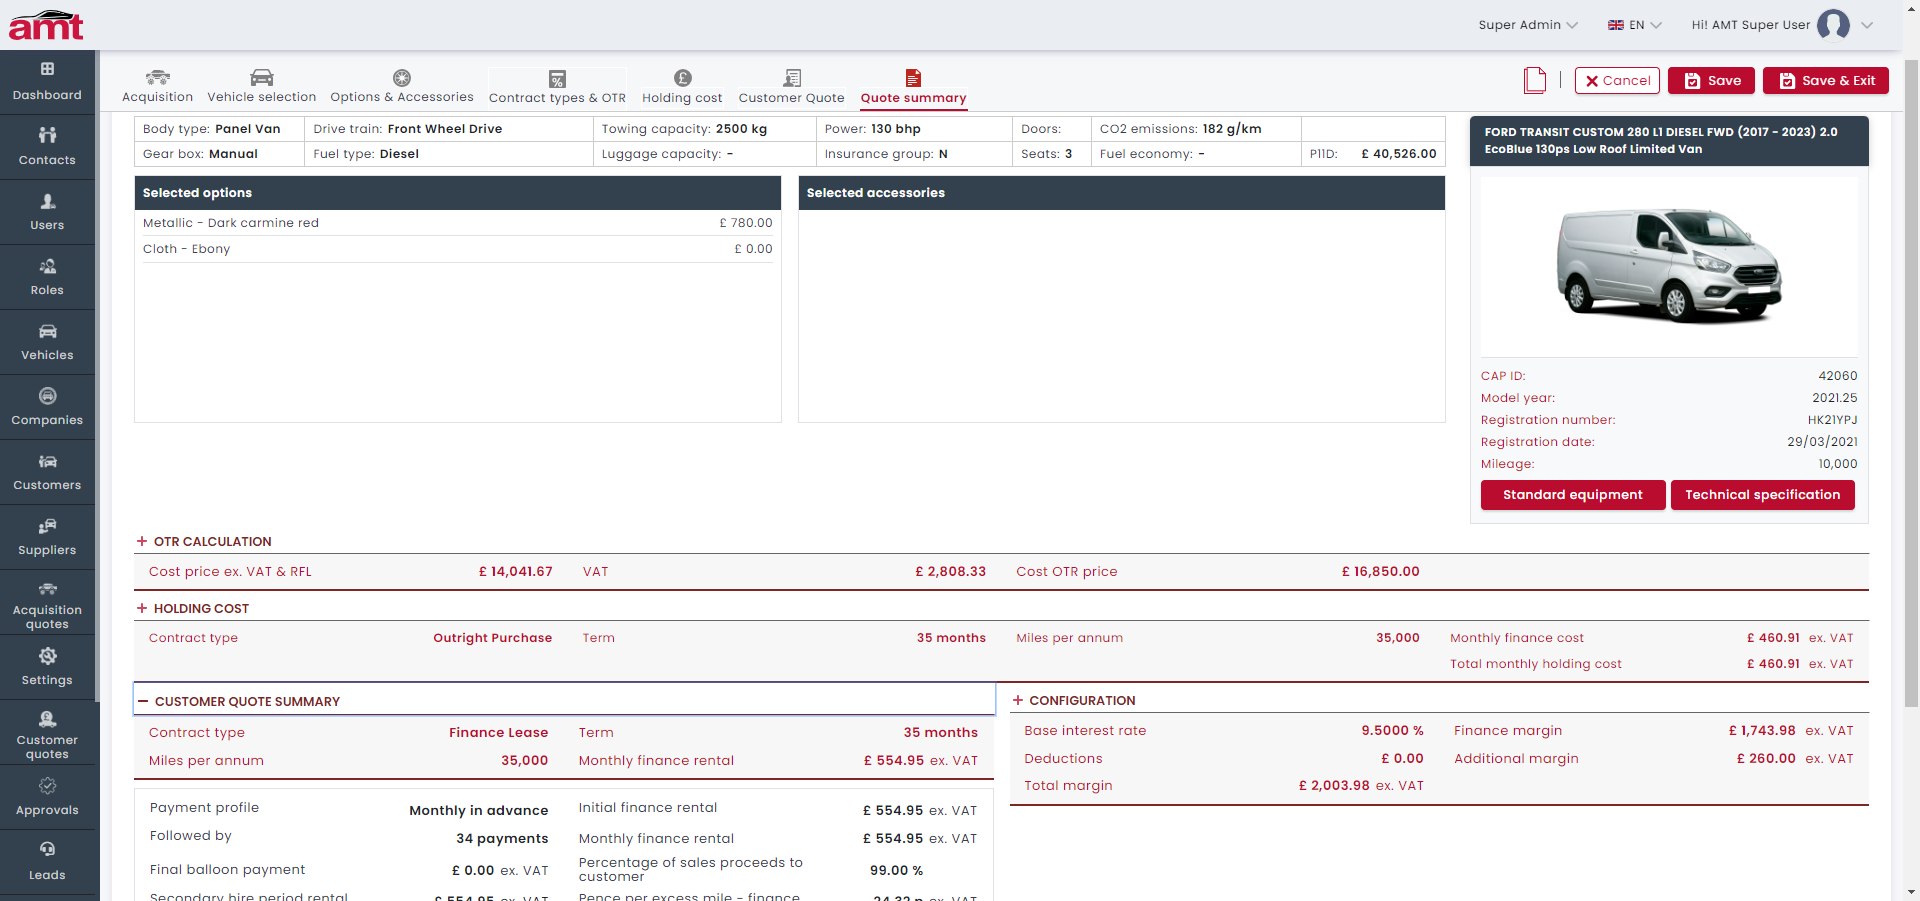 amt
Super Admin
EN
Hi! AMT Super User
Dashboard
Contacts
Users
Roles
Vehicles
Companies
Customers
Suppliers
Acquisition
quotes
Settings
Customer
quotes
Approvals
Leads
Acquisition
Vehicle selection
Options & Accessories
Contract types & OTR
Holding cost
Customer Quote
Quote summary
Cancel
Save
Save & Exit
Body type: Panel Van
Drive train: Front Wheel Drive
Towing capacity: 2500 kg
Power: 130 bhp
Doors:
CO2 emissions: 182 g/km
Gear box: Manual
Fuel type: Diesel
Luggage capacity: -
Insurance group: N
Seats: 3
Fuel economy: -
P11D: £ 40,526.00
Selected options
Metallic - Dark carmine red £ 780.00
Cloth - Ebony £ 0.00
Selected accessories
FORD TRANSIT CUSTOM 280 L1 DIESEL FWD (2017 - 2023) 2.0
EcoBlue 130ps Low Roof Limited Van
CAP ID: 42060
Model year: 2021.25
Registration number: HK21YPJ
Registration date: 29/03/2021
Mileage: 10,000
Standard equipment
Technical specification
+ OTR CALCULATION
Cost price ex. VAT & RFL £ 14,041.67 VAT £ 2,808.33 Cost OTR price £ 16,850.00
+ HOLDING COST
Contract type Outright Purchase Term 35 months Miles per annum 35,000 Monthly finance cost £ 460.91 ex. VAT
Total monthly holding cost £ 460.91 ex. VAT
− CUSTOMER QUOTE SUMMARY
Contract type Finance Lease Term 35 months
Miles per annum 35,000 Monthly finance rental £ 554.95 ex. VAT
Payment profile Monthly in advance Initial finance rental £ 554.95 ex. VAT
Followed by 34 payments Monthly finance rental £ 554.95 ex. VAT
Final balloon payment £ 0.00 ex. VAT Percentage of sales proceeds to
customer 99.00 %
Secondary hire period rental £ 554.95 ex. VAT Pence per excess mile - finance 24.32 p ex. VAT
+ CONFIGURATION
Base interest rate 9.5000 % Finance margin £ 1,743.98 ex. VAT
Deductions £ 0.00 Additional margin £ 260.00 ex. VAT
Total margin £ 2,003.98 ex. VAT